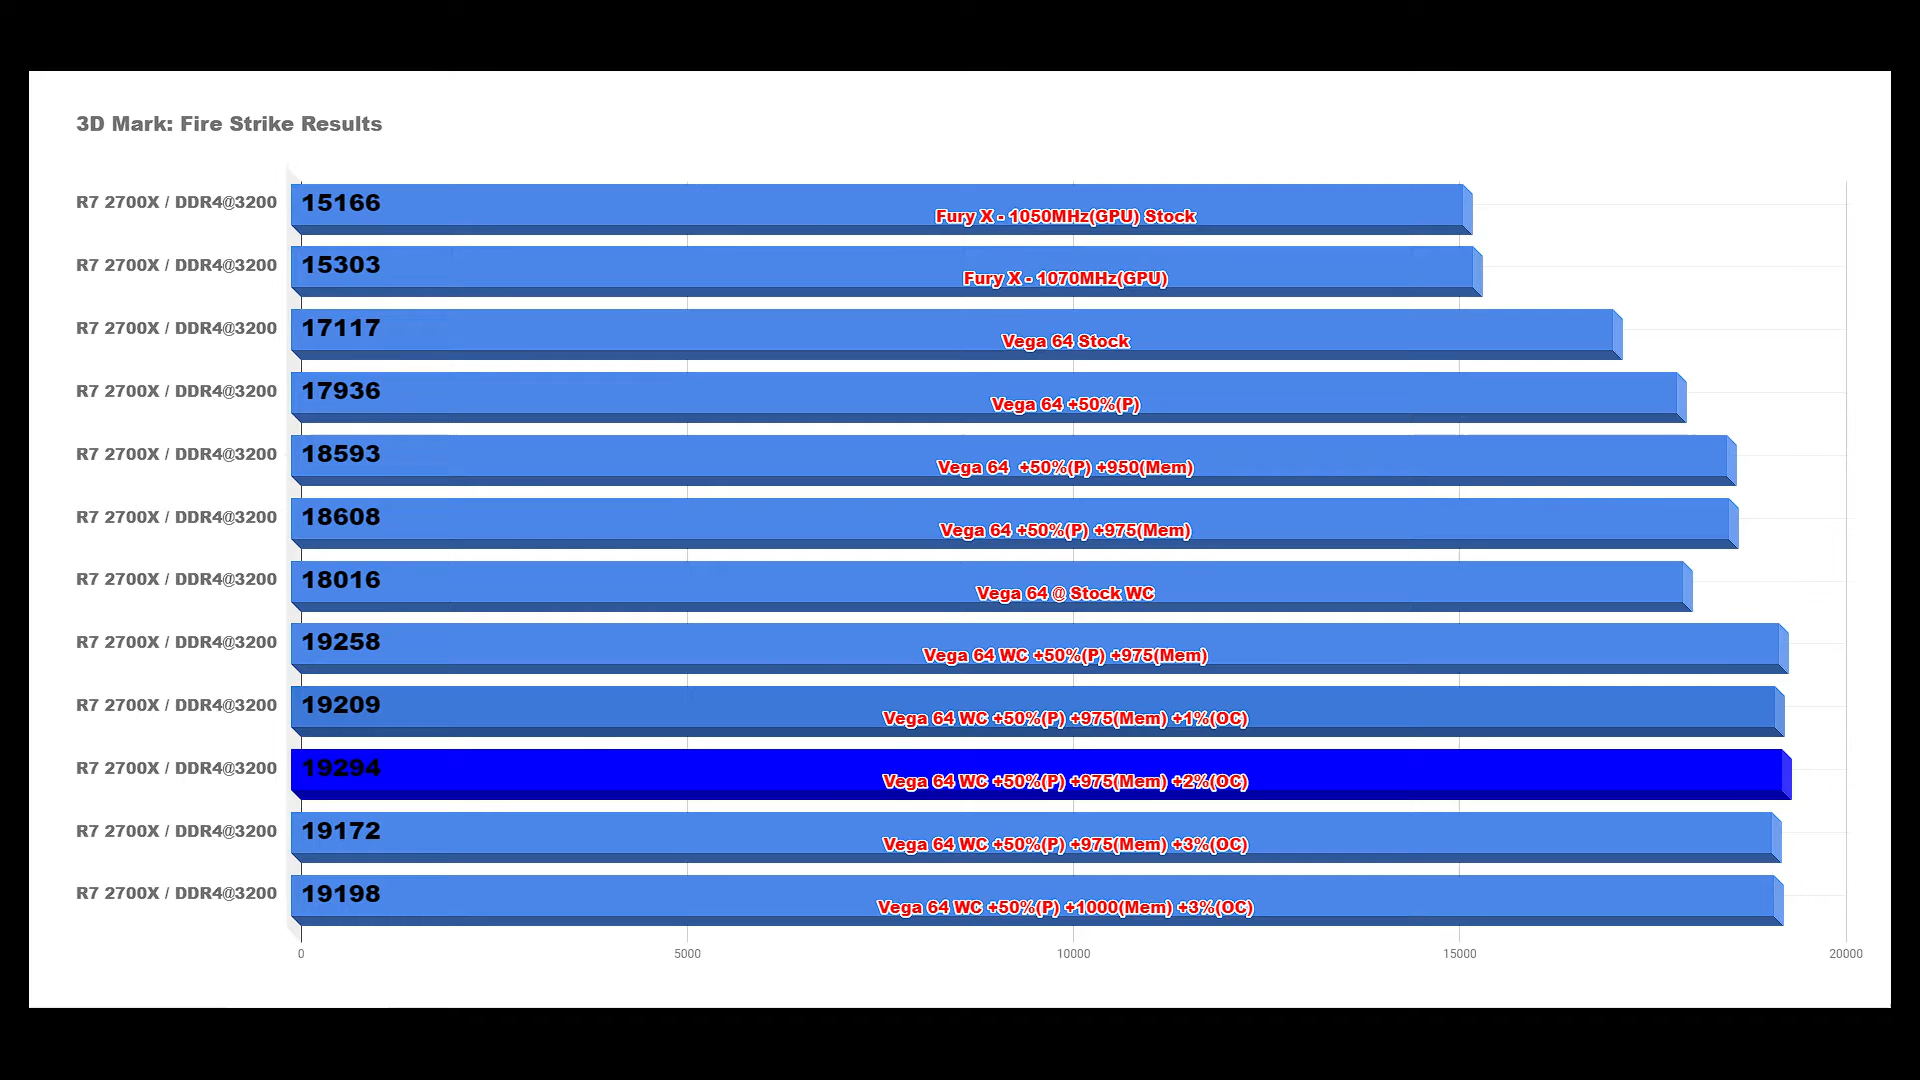 3D Mark: Fire Strike Results
R7 2700X / DDR4@3200 15166 Fury X - 1050MHz(GPU) Stock
R7 2700X / DDR4@3200 15303 Fury X - 1070MHz(GPU)
R7 2700X / DDR4@3200 17117 Vega 64 Stock
R7 2700X / DDR4@3200 17936 Vega 64 +50%(P)
R7 2700X / DDR4@3200 18593 Vega 64  +50%(P) +950(Mem)
R7 2700X / DDR4@3200 18608 Vega 64 +50%(P) +975(Mem)
R7 2700X / DDR4@3200 18016 Vega 64 @ Stock WC
R7 2700X / DDR4@3200 19258 Vega 64 WC +50%(P) +975(Mem)
R7 2700X / DDR4@3200 19209 Vega 64 WC +50%(P) +975(Mem) +1%(OC)
R7 2700X / DDR4@3200 19294 Vega 64 WC +50%(P) +975(Mem) +2%(OC)
R7 2700X / DDR4@3200 19172 Vega 64 WC +50%(P) +975(Mem) +3%(OC)
R7 2700X / DDR4@3200 19198 Vega 64 WC +50%(P) +1000(Mem) +3%(OC)
0 5000 10000 15000 20000